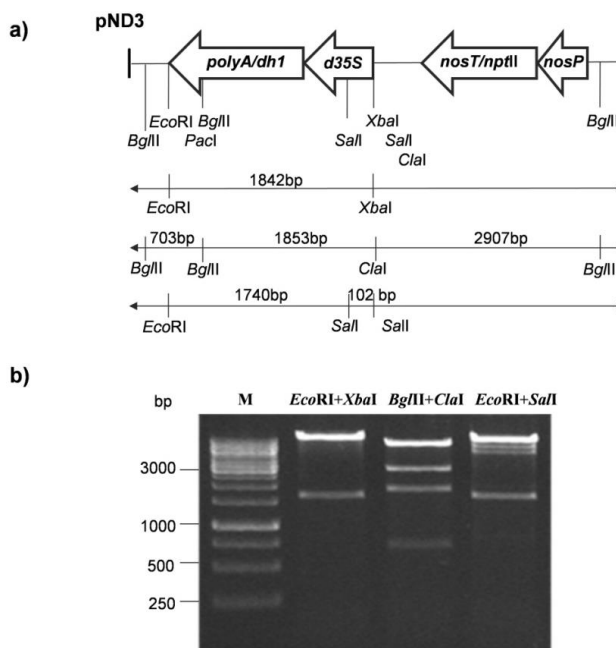 a)
pND3
polyA/dh1
d35S
nosT/nptII
nosP
EcoRI BglII XbaI BglII
BglII PacI SalI SalI
ClaI
1842bp
EcoRI XbaI
703bp 1853bp 2907bp
BglII BglII ClaI BglII
1740bp 102 bp
EcoRI SalI SalI
b)
bp M EcoRI+XbaI BglII+ClaI EcoRI+SalI
3000
1000
500
250